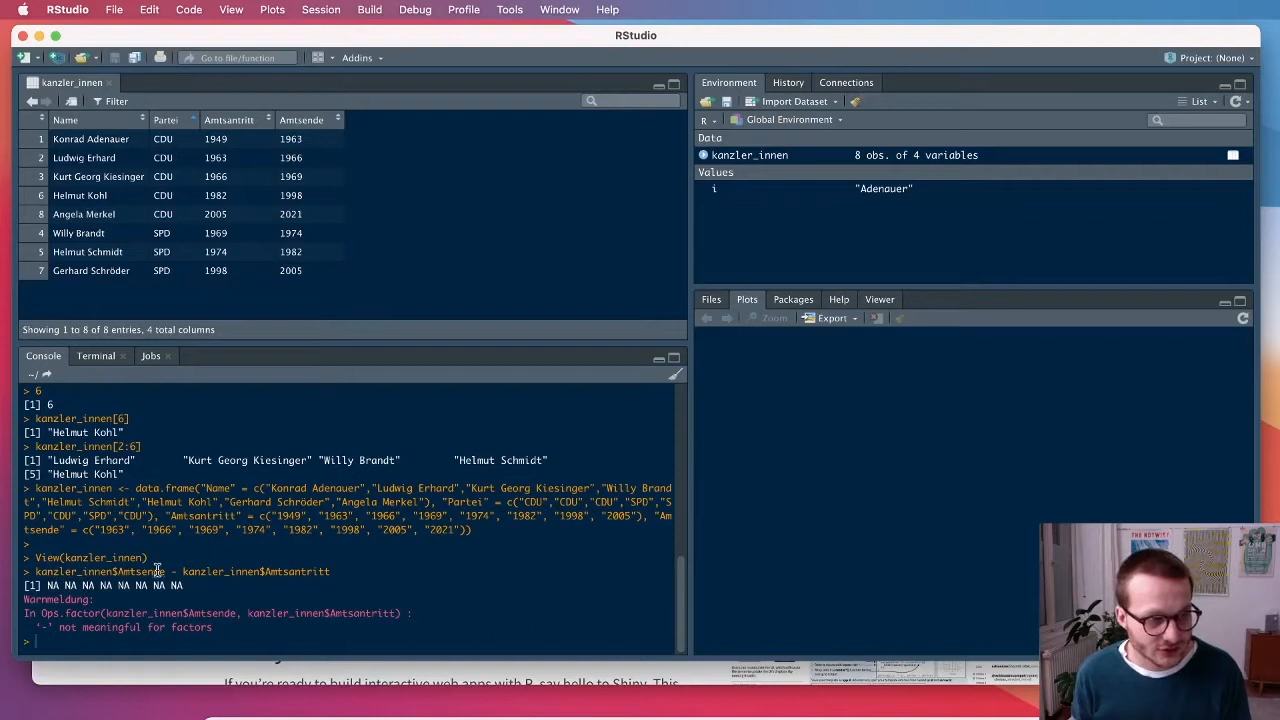 RStudio File Edit Code View Plots Session Build Debug Profile Tools Window Help
RStudio
Go to file/function Addins Project: (None)
kanzler_innen
Filter
Name Partei Amtsantritt Amtsende
1 Konrad Adenauer CDU 1949 1963
2 Ludwig Erhard CDU 1963 1966
3 Kurt Georg Kiesinger CDU 1966 1969
6 Helmut Kohl CDU 1982 1998
8 Angela Merkel CDU 2005 2021
4 Willy Brandt SPD 1969 1974
5 Helmut Schmidt SPD 1974 1982
7 Gerhard Schröder SPD 1998 2005
Showing 1 to 8 of 8 entries, 4 total columns
Console Terminal Jobs
~/
> 6
[1] 6
> kanzler_innen[6]
[1] "Helmut Kohl"
> kanzler_innen[2:6]
[1] "Ludwig Erhard" "Kurt Georg Kiesinger" "Willy Brandt" "Helmut Schmidt"
[5] "Helmut Kohl"
> kanzler_innen <- data.frame("Name" = c("Konrad Adenauer","Ludwig Erhard","Kurt Georg Kiesinger","Willy Brand
t","Helmut Schmidt","Helmut Kohl","Gerhard Schröder","Angela Merkel"), "Partei" = c("CDU","CDU","CDU","SPD","S
PD","CDU","SPD","CDU"), "Amtsantritt" = c("1949", "1963", "1966", "1969", "1974", "1982", "1998", "2005"), "Am
tsende" = c("1963", "1966", "1969", "1974", "1982", "1998", "2005", "2021"))
>
> View(kanzler_innen)
> kanzler_innen$Amtsende - kanzler_innen$Amtsantritt
[1] NA NA NA NA NA NA NA NA
Warnmeldung:
In Ops.factor(kanzler_innen$Amtsende, kanzler_innen$Amtsantritt) :
‘-’ not meaningful for factors
>
Environment History Connections
Import Dataset List
R Global Environment
Data
kanzler_innen 8 obs. of 4 variables
Values
i "Adenauer"
Files Plots Packages Help Viewer
Zoom Export
If you're ready to build interactive web apps with R, say hello to Shiny. This
THE NOTWIST